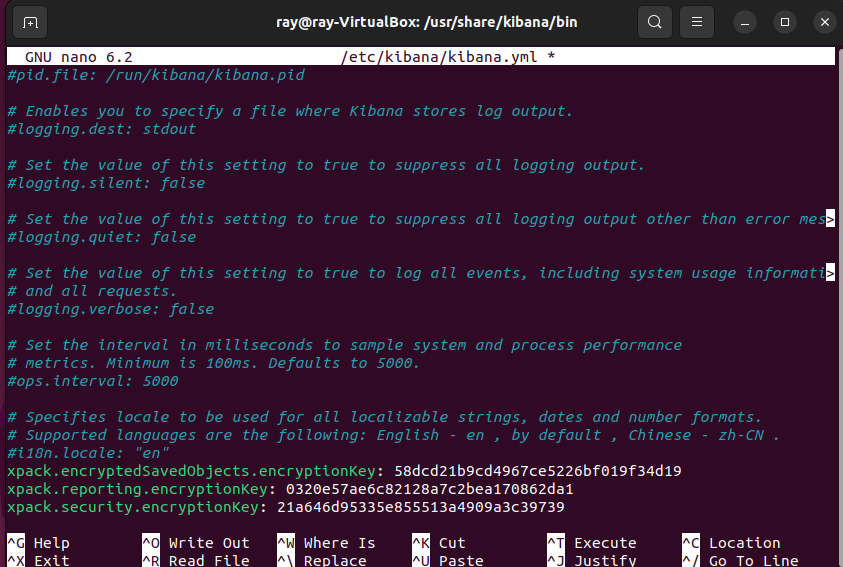 ray@ray-VirtualBox: /usr/share/kibana/bin
GNU nano 6.2 /etc/kibana/kibana.yml *
#pid.file: /run/kibana/kibana.pid
# Enables you to specify a file where Kibana stores log output.
#logging.dest: stdout
# Set the value of this setting to true to suppress all logging output.
#logging.silent: false
# Set the value of this setting to true to suppress all logging output other than error mes>
#logging.quiet: false
# Set the value of this setting to true to log all events, including system usage informati>
# and all requests.
#logging.verbose: false
# Set the interval in milliseconds to sample system and process performance
# metrics. Minimum is 100ms. Defaults to 5000.
#ops.interval: 5000
# Specifies locale to be used for all localizable strings, dates and number formats.
# Supported languages are the following: English - en , by default , Chinese - zh-CN .
#i18n.locale: "en"
xpack.encryptedSavedObjects.encryptionKey: 58dcd21b9cd4967ce5226bf019f34d19
xpack.reporting.encryptionKey: 0320e57ae6c82128a7c2bea170862da1
xpack.security.encryptionKey: 21a646d95335e855513a4909a3c39739
^G Help ^O Write Out ^W Where Is ^K Cut ^T Execute ^C Location
^X Exit ^R Read File ^\ Replace ^U Paste ^J Justify ^/ Go To Line